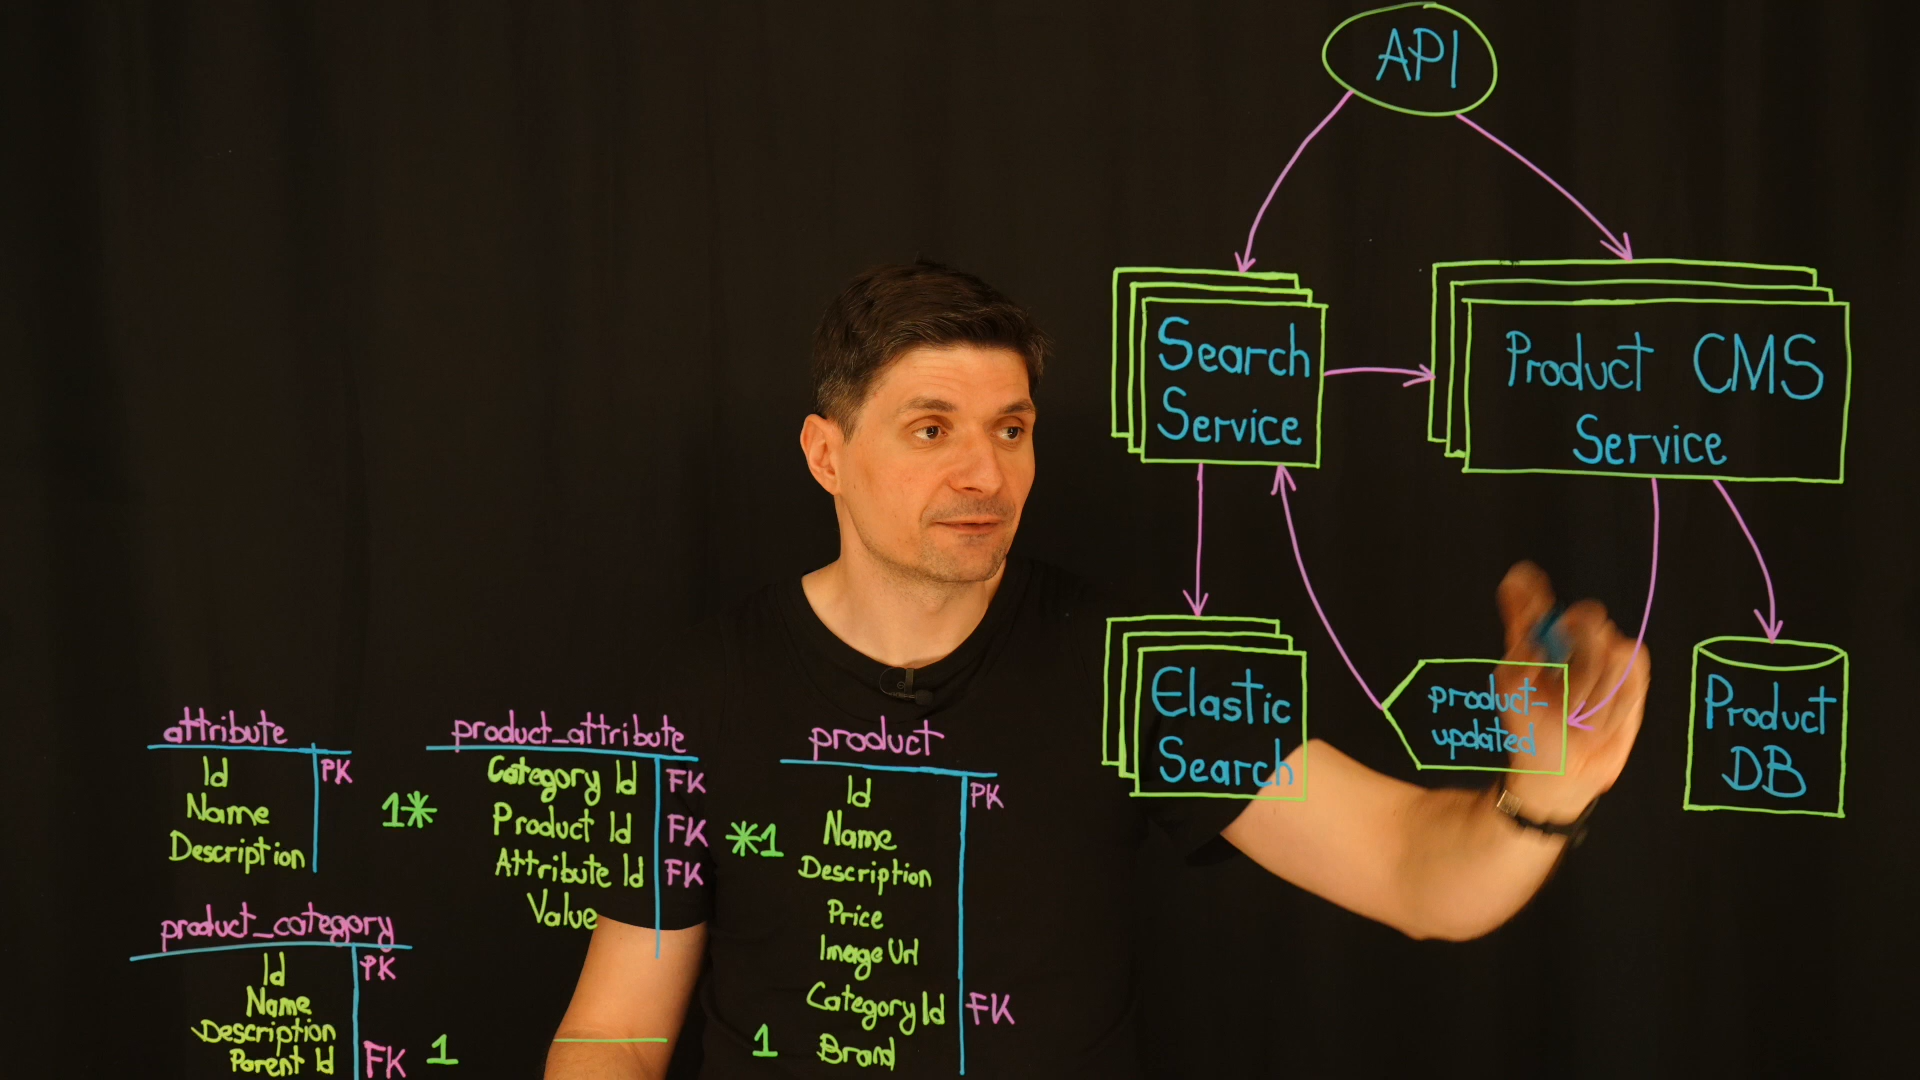 API
Search
Service
Product CMS
Service
Elastic
Search
product-
updated
Product
DB
attribute
Id PK
Name
Description
1*
product_attribute
Category Id FK
Product Id FK
Attribute Id FK
Value
*1
product
Id PK
Name
Description
Price
Image Url
Category Id FK
Brand
product_category
Id PK
Name
Description
Parent Id FK
1
1